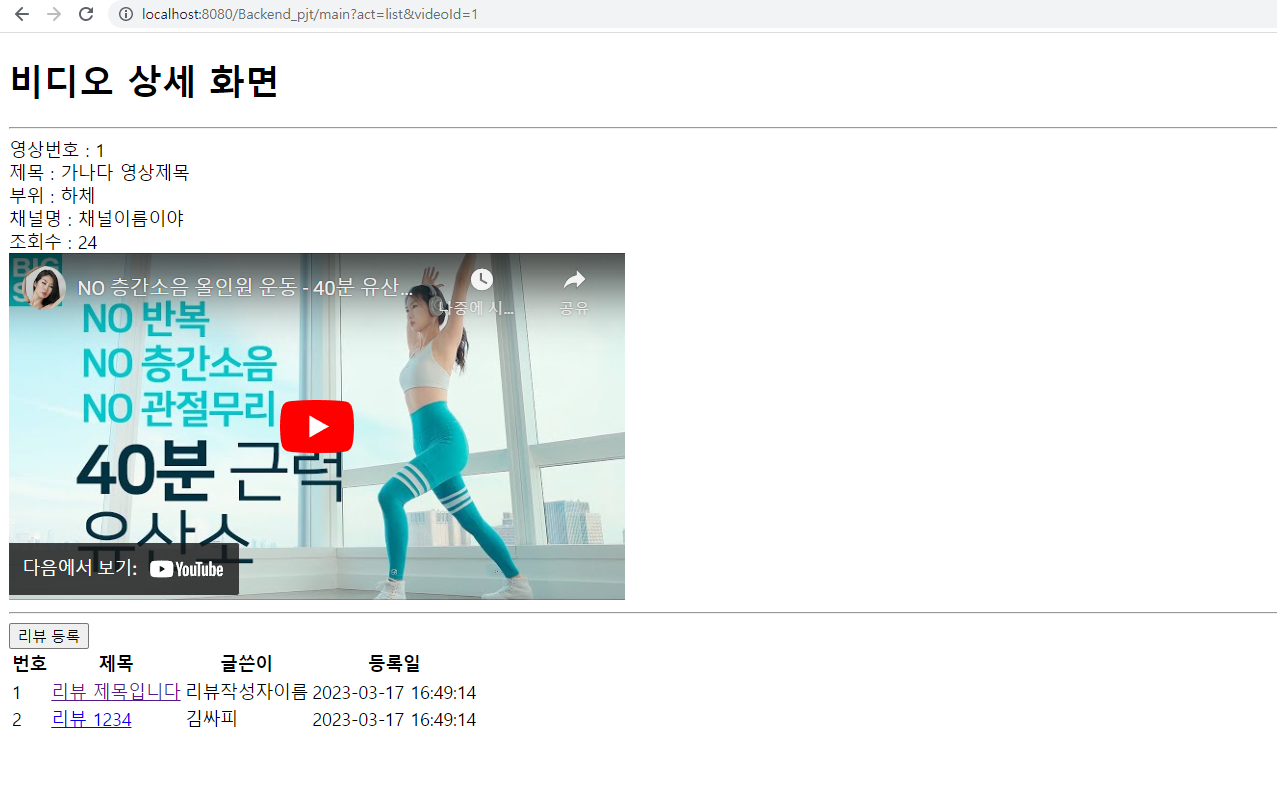 localhost:8080/Backend_pjt/main?act=list&videoId=1
비디오 상세 화면
영상번호 : 1
제목 : 가나다 영상제목
부위 : 하체
채널명 : 채널이름이야
조회수 : 24
NO 층간소음 올인원 운동 - 40분 유산...
나중에 시...
공유
NO 반복
NO 층간소음
NO 관절무리
40분 근력
유산소
다음에서 보기: YouTube
리뷰 등록
번호 제목 글쓴이 등록일
1 리뷰 제목입니다 리뷰작성자이름 2023-03-17 16:49:14
2 리뷰 1234 김싸피 2023-03-17 16:49:14